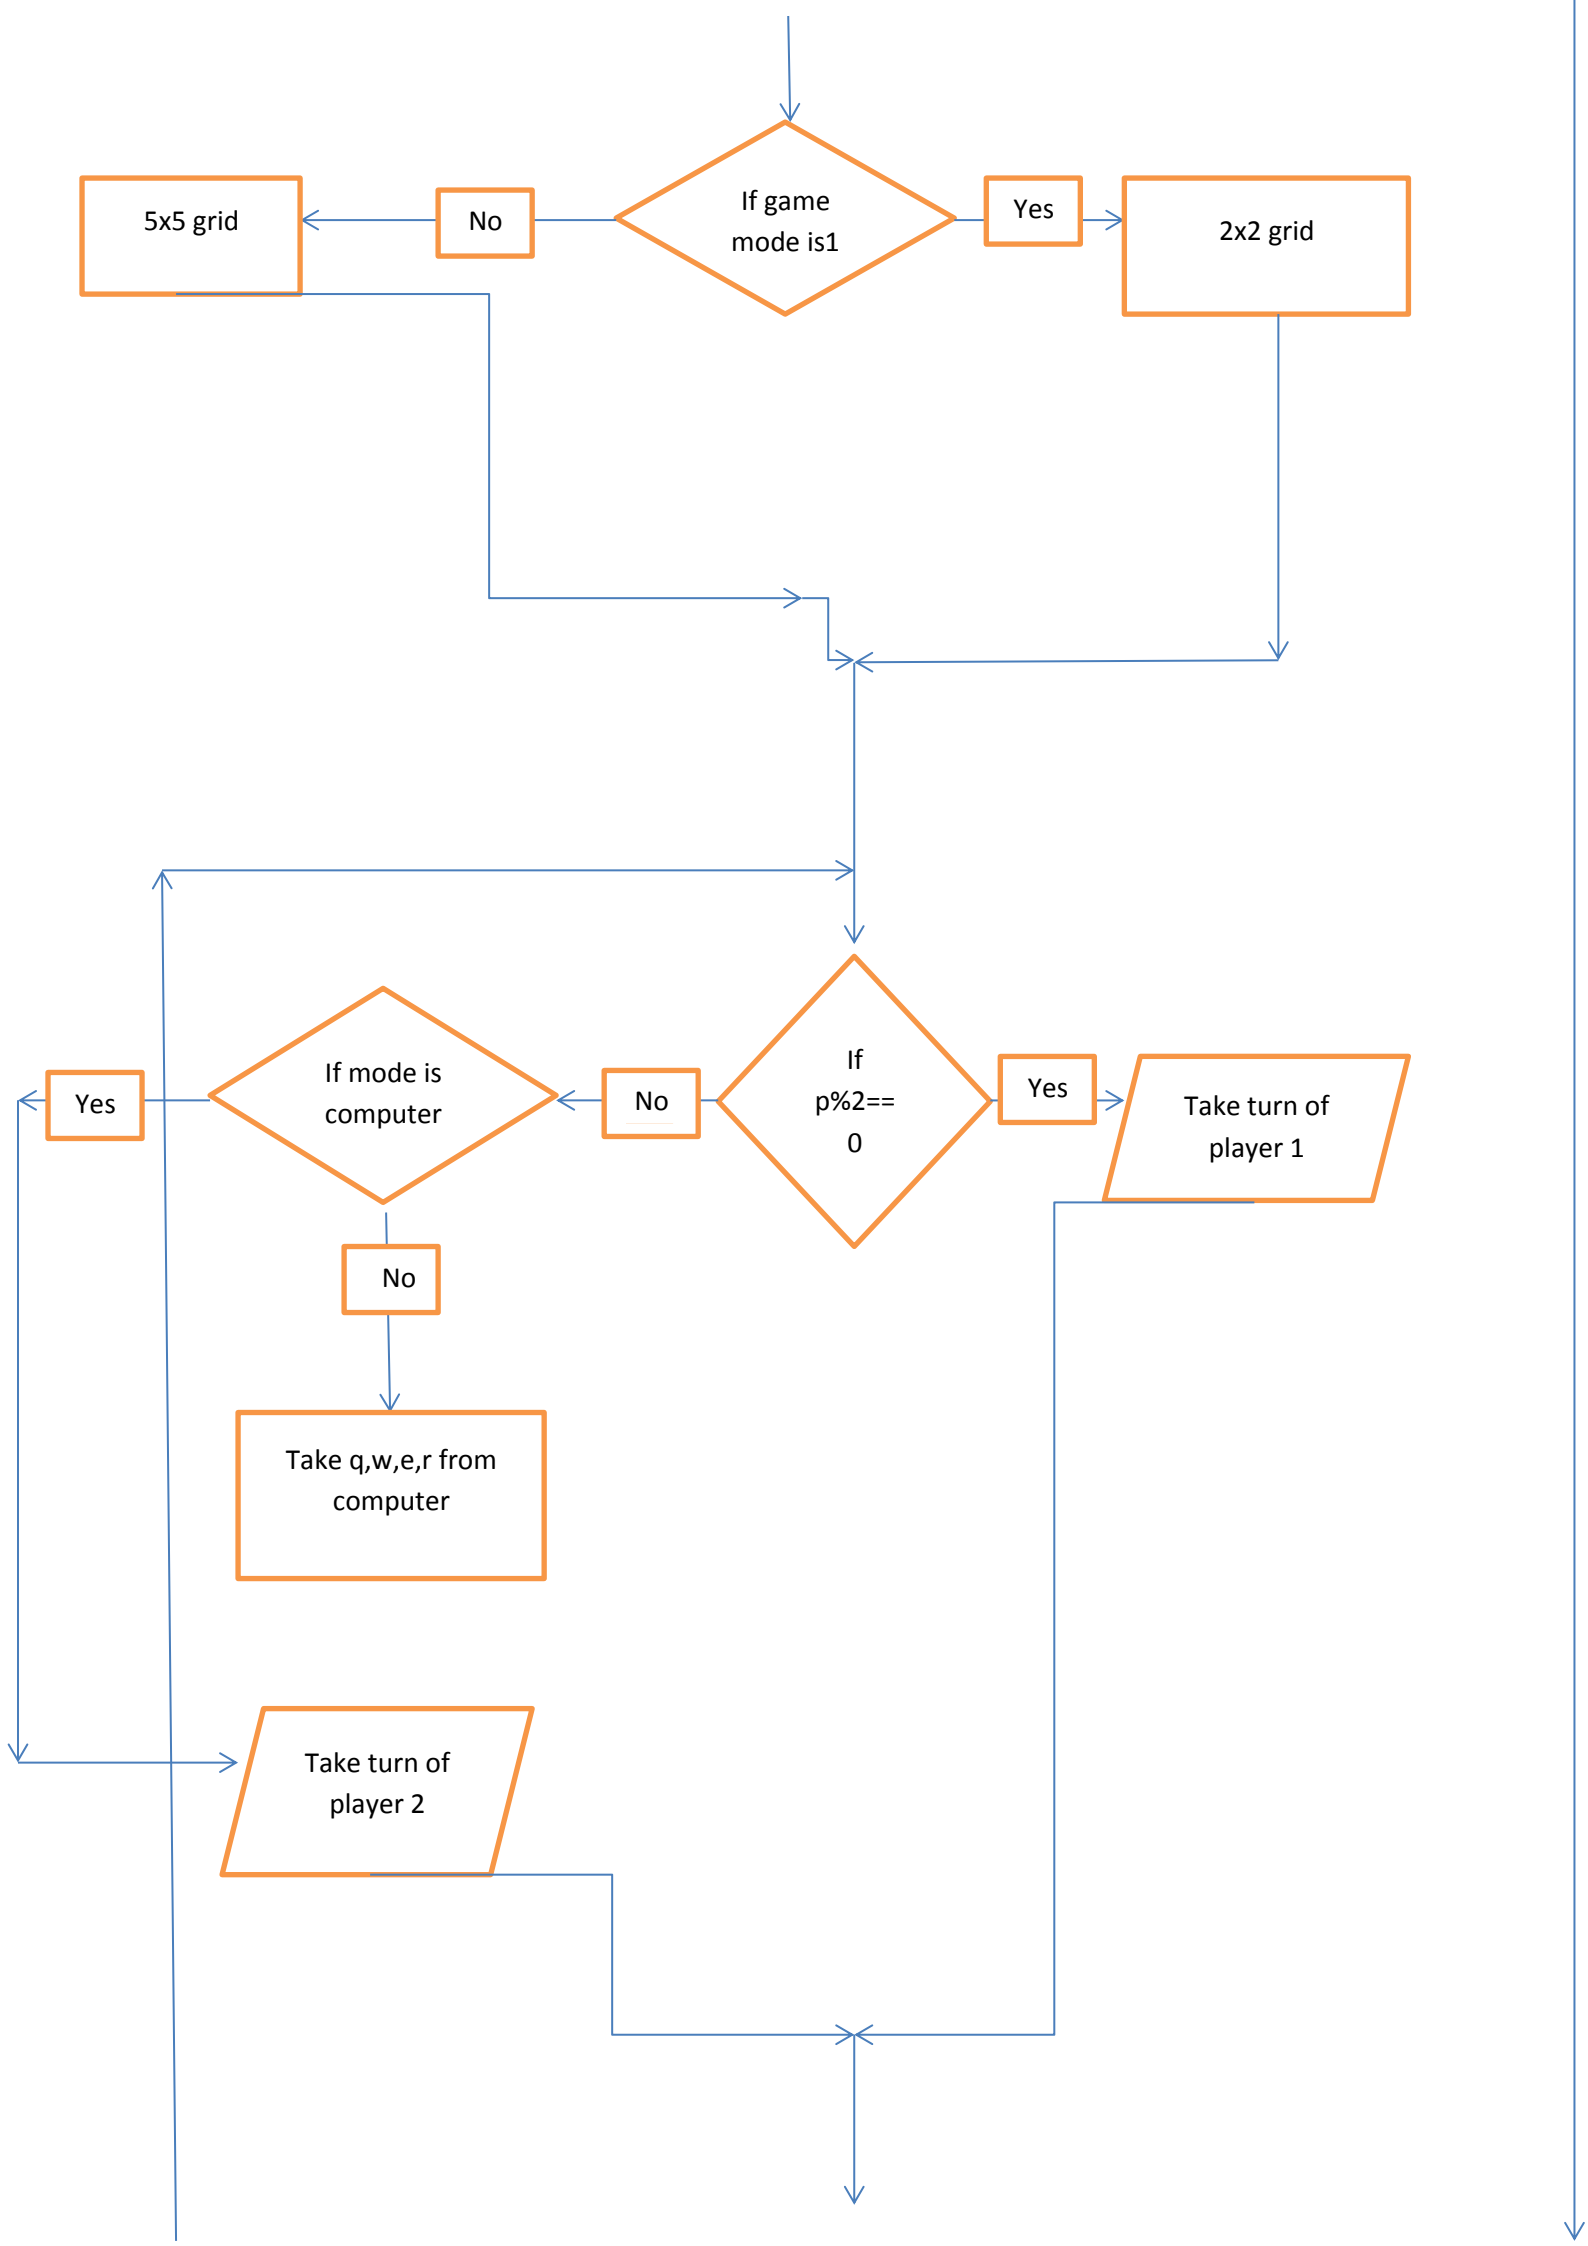 5x5 grid
No
If game
mode is1
Yes
2x2 grid
Yes
If mode is
computer
No
If
p%2==
0
Yes
Take turn of
player 1
No
Take q,w,e,r from
computer
Take turn of
player 2